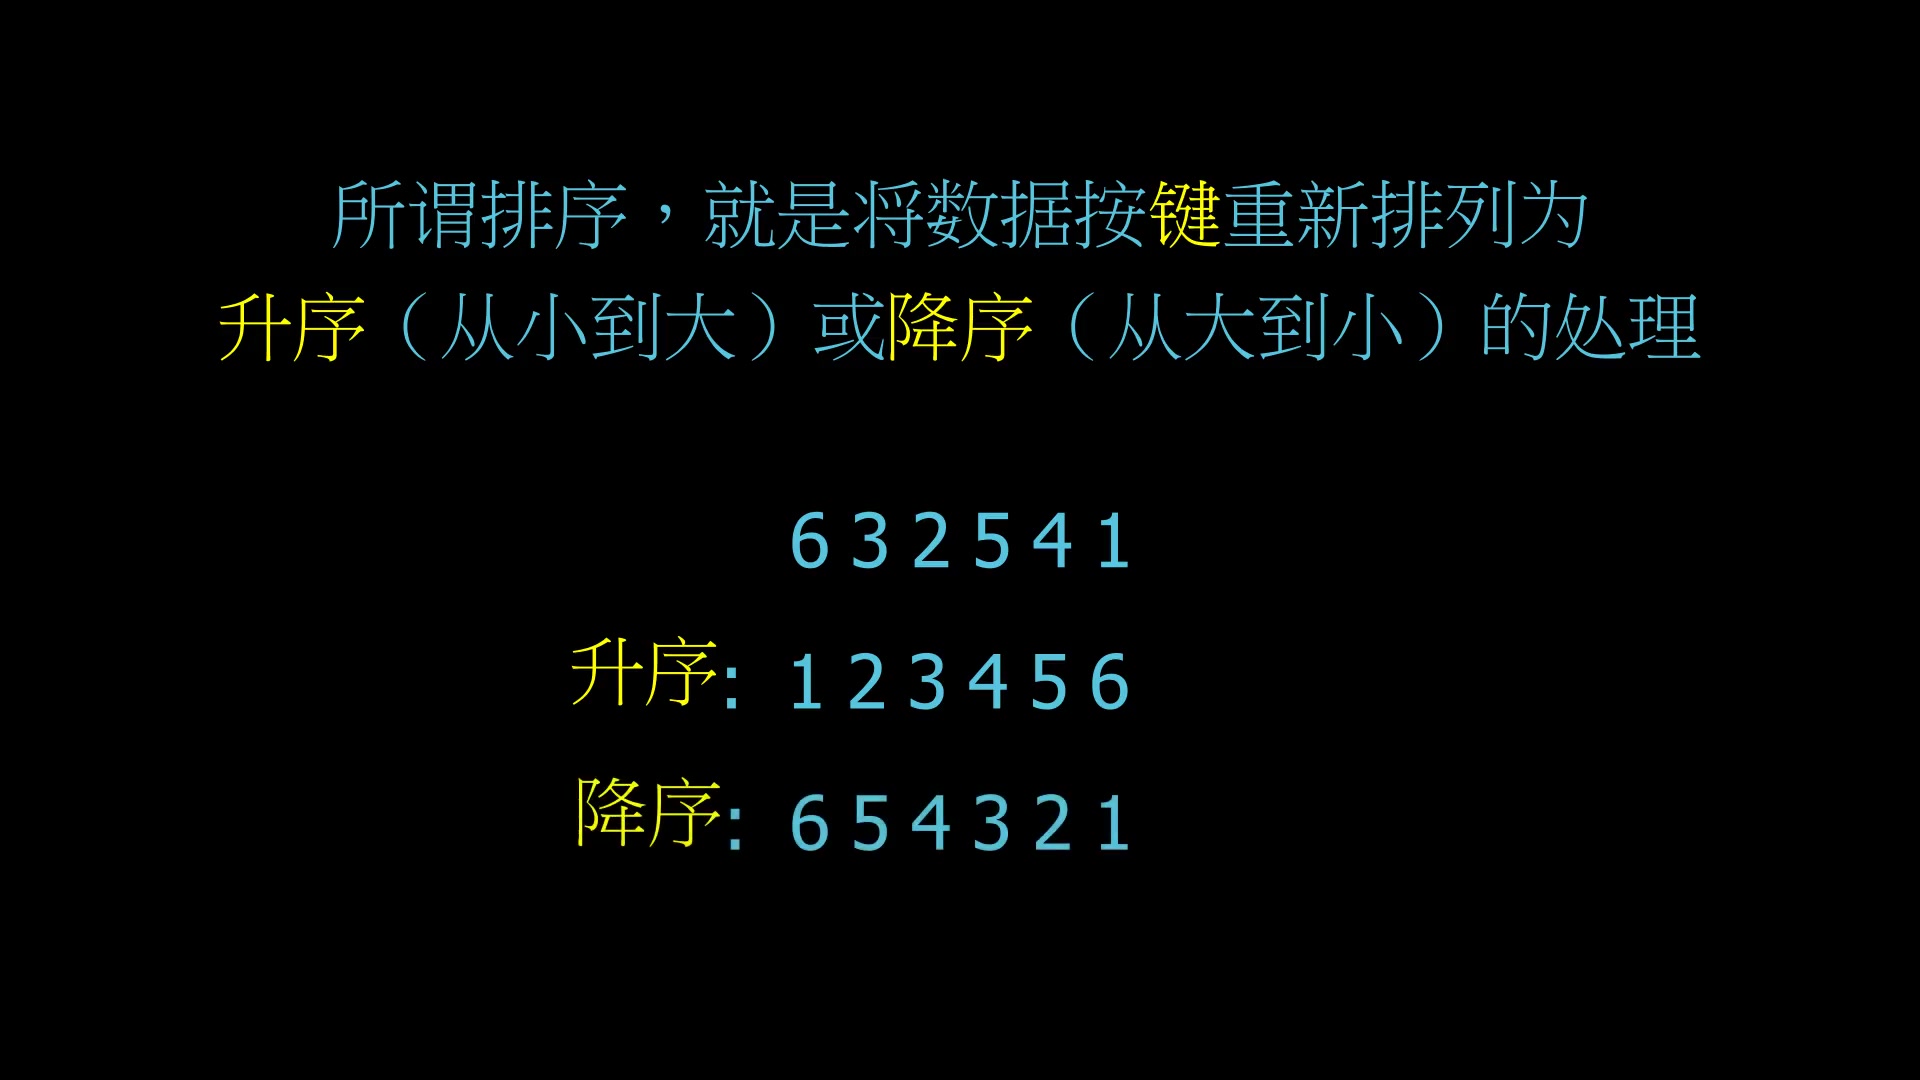 所谓排序，就是将数据按键重新排列为
升序（从小到大）或降序（从大到小）的处理
6 3 2 5 4 1
升序: 1 2 3 4 5 6
降序: 6 5 4 3 2 1